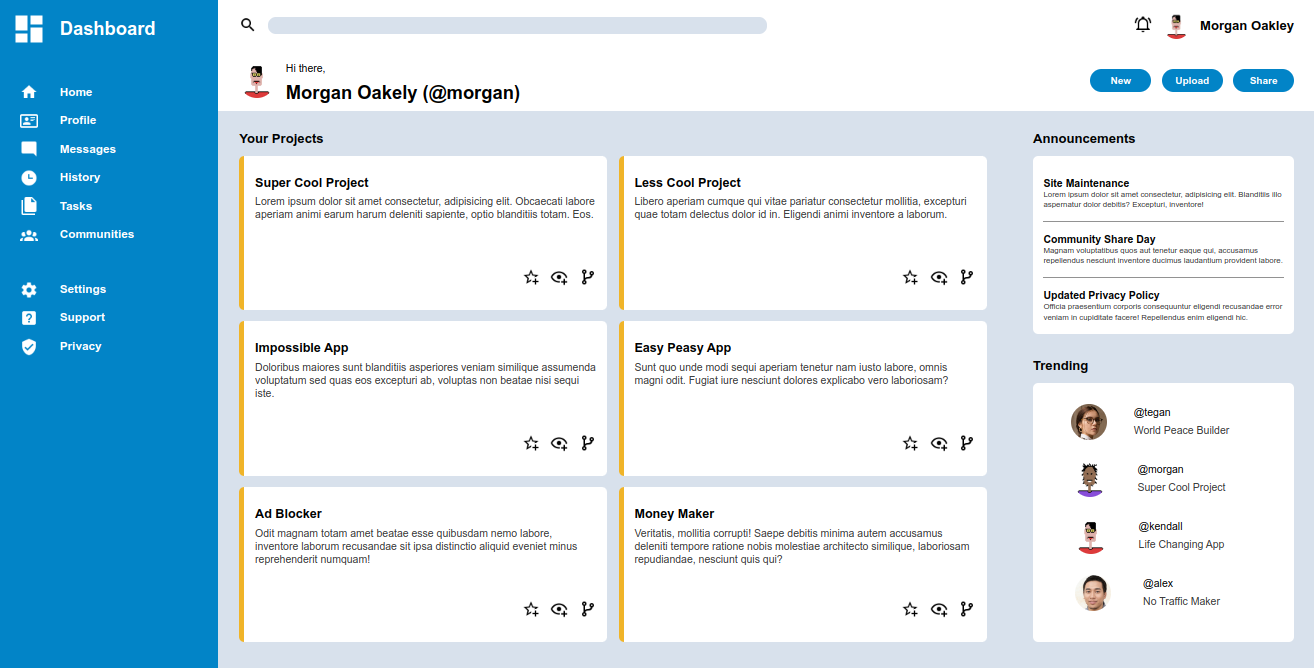 Dashboard
Home
Profile
Messages
History
Tasks
Communities
Settings
Support
Privacy
Morgan Oakley
Hi there,
Morgan Oakely (@morgan)
New
Upload
Share
Your Projects
Super Cool Project
Lorem ipsum dolor sit amet consectetur, adipisicing elit. Obcaecati labore
aperiam animi earum harum deleniti sapiente, optio blanditiis totam. Eos.
Less Cool Project
Libero aperiam cumque qui vitae pariatur consectetur mollitia, excepturi
quae totam delectus dolor id in. Eligendi animi inventore a laborum.
Impossible App
Doloribus maiores sunt blanditiis asperiores veniam similique assumenda
voluptatum sed quas eos excepturi ab, voluptas non beatae nisi sequi
iste.
Easy Peasy App
Sunt quo unde modi sequi aperiam tenetur nam iusto labore, omnis
magni odit. Fugiat iure nesciunt dolores explicabo vero laboriosam?
Ad Blocker
Odit magnam totam amet beatae esse quibusdam nemo labore,
inventore laborum recusandae sit ipsa distinctio aliquid eveniet minus
reprehenderit numquam!
Money Maker
Veritatis, mollitia corrupti! Saepe debitis minima autem accusamus
deleniti tempore ratione nobis molestiae architecto similique, laboriosam
repudiandae, nesciunt quis qui?
Announcements
Site Maintenance
Lorem ipsum dolor sit amet consectetur, adipisicing elit. Blanditiis illo
aspernatur dolor debitis? Excepturi, inventore!
Community Share Day
Magnam voluptatibus quos aut tenetur eaque qui, accusamus
repellendus nesciunt inventore ducimus laudantium provident labore.
Updated Privacy Policy
Officia praesentium corporis consequuntur eligendi recusandae error
veniam in cupiditate facere! Repellendus enim eligendi hic.
Trending
@tegan
World Peace Builder
@morgan
Super Cool Project
@kendall
Life Changing App
@alex
No Traffic Maker